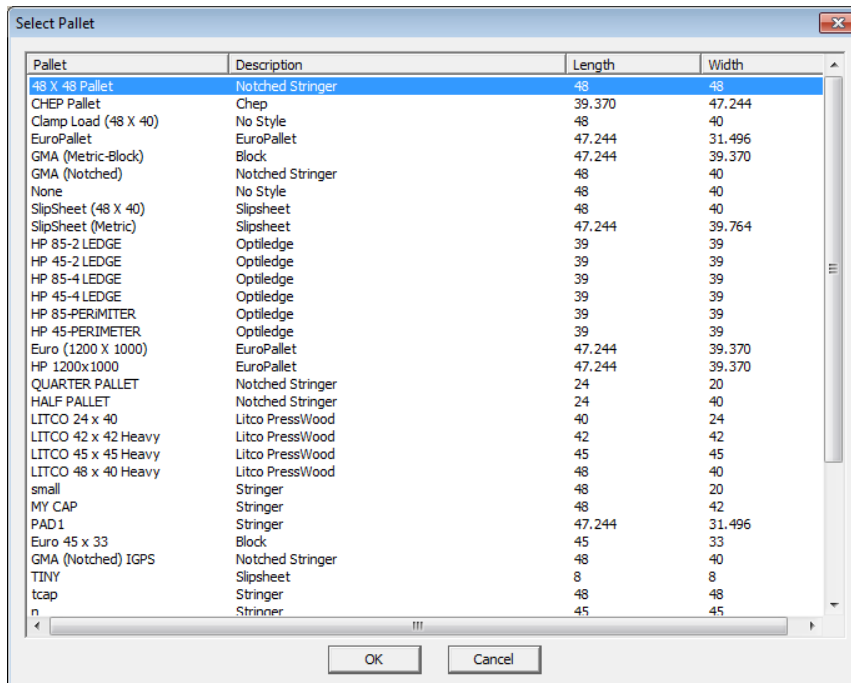 Select Pallet
Pallet Description Length Width
48 X 48 Pallet Notched Stringer 48 48
CHEP Pallet Chep 39.370 47.244
Clamp Load (48 X 40) No Style 48 40
EuroPallet EuroPallet 47.244 31.496
GMA (Metric-Block) Block 47.244 39.370
GMA (Notched) Notched Stringer 48 40
None No Style 48 40
SlipSheet (48 X 40) Slipsheet 48 40
SlipSheet (Metric) Slipsheet 47.244 39.764
HP 85-2 LEDGE Optiledge 39 39
HP 45-2 LEDGE Optiledge 39 39
HP 85-4 LEDGE Optiledge 39 39
HP 45-4 LEDGE Optiledge 39 39
HP 85-PERiMITER Optiledge 39 39
HP 45-PERIMETER Optiledge 39 39
Euro (1200 X 1000) EuroPallet 47.244 39.370
HP 1200x1000 EuroPallet 47.244 39.370
QUARTER PALLET Notched Stringer 24 20
HALF PALLET Notched Stringer 24 40
LITCO 24 x 40 Litco PressWood 40 24
LITCO 42 x 42 Heavy Litco PressWood 42 42
LITCO 45 x 45 Heavy Litco PressWood 45 45
LITCO 48 x 40 Heavy Litco PressWood 48 40
small Stringer 48 20
MY CAP Stringer 48 42
PAD1 Stringer 47.244 31.496
Euro 45 x 33 Block 45 33
GMA (Notched) IGPS Notched Stringer 48 40
TINY Slipsheet 8 8
tcap Stringer 48 48
n Stringer 45 45
OK Cancel